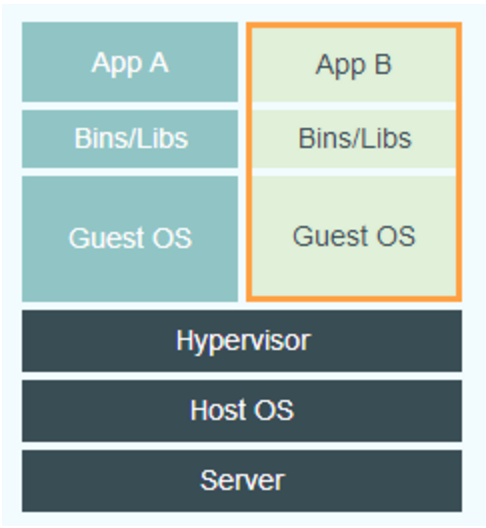 App A
App B
Bins/Libs
Bins/Libs
Guest OS
Guest OS
Hypervisor
Host OS
Server